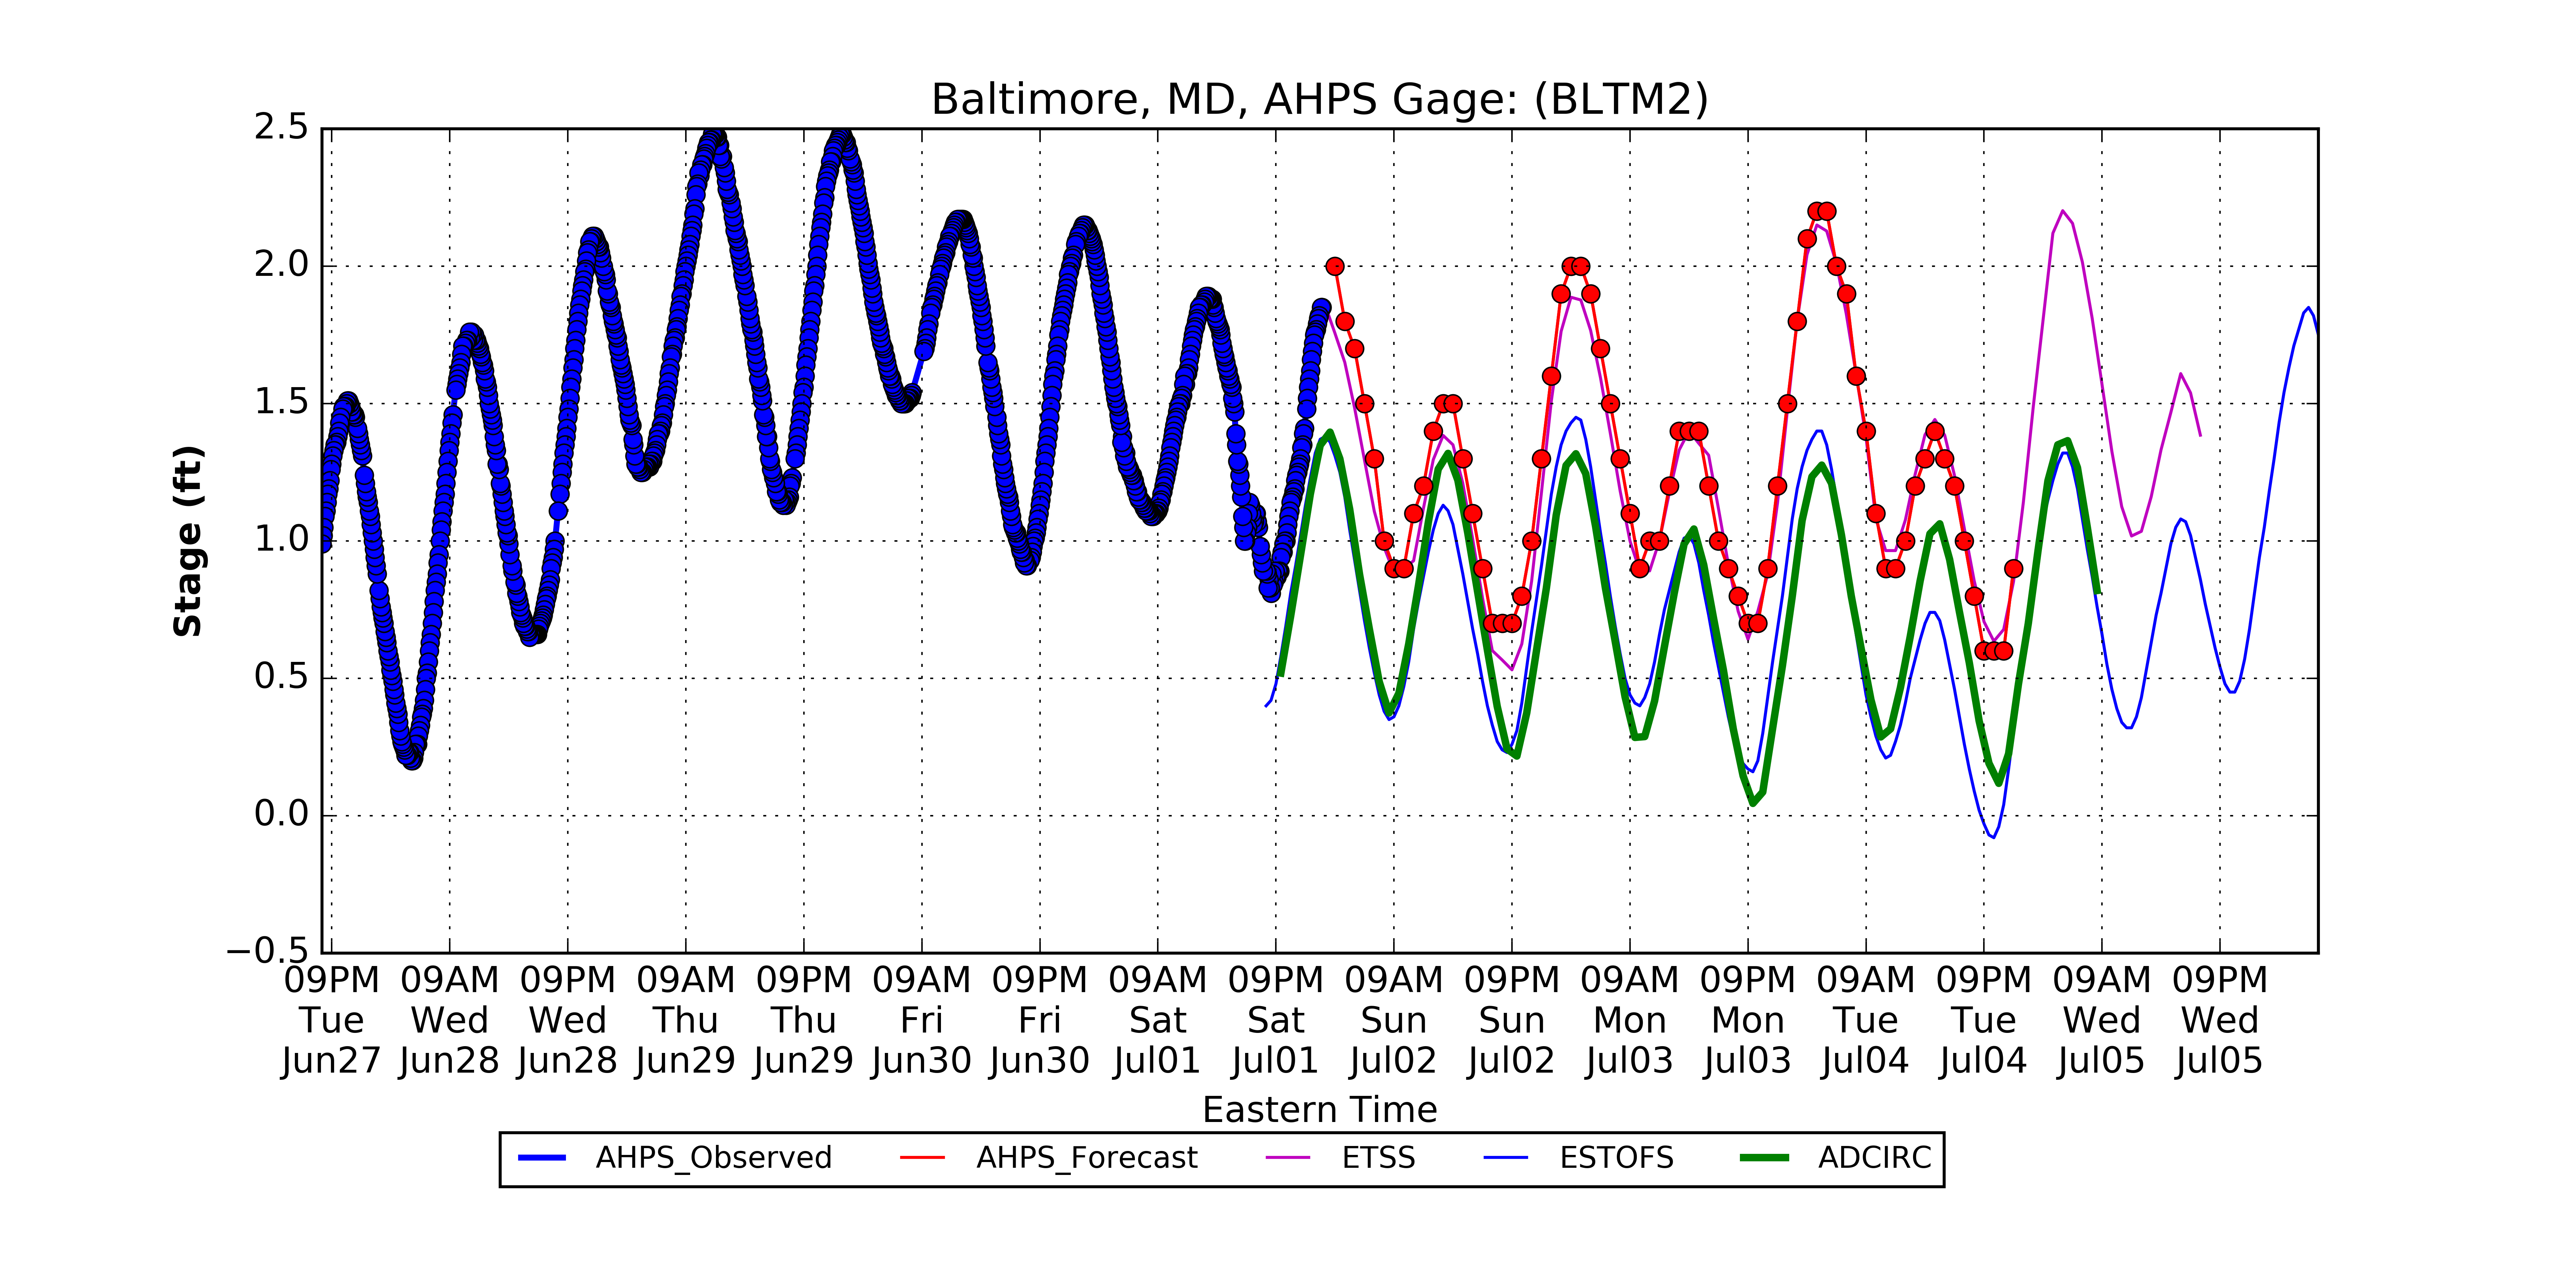 Baltimore, MD, AHPS Gage: (BLTM2)
Stage (ft)
2.5
2.0
1.5
1.0
0.5
0.0
−0.5
09PM 09AM 09PM 09AM 09PM 09AM 09PM 09AM 09PM 09AM 09PM 09AM 09PM 09AM 09PM 09AM 09PM
Tue Wed Wed Thu Thu Fri Fri Sat Sat Sun Sun Mon Mon Tue Tue Wed Wed
Jun27 Jun28 Jun28 Jun29 Jun29 Jun30 Jun30 Jul01 Jul01 Jul02 Jul02 Jul03 Jul03 Jul04 Jul04 Jul05 Jul05
Eastern Time
AHPS_Observed AHPS_Forecast ETSS ESTOFS ADCIRC